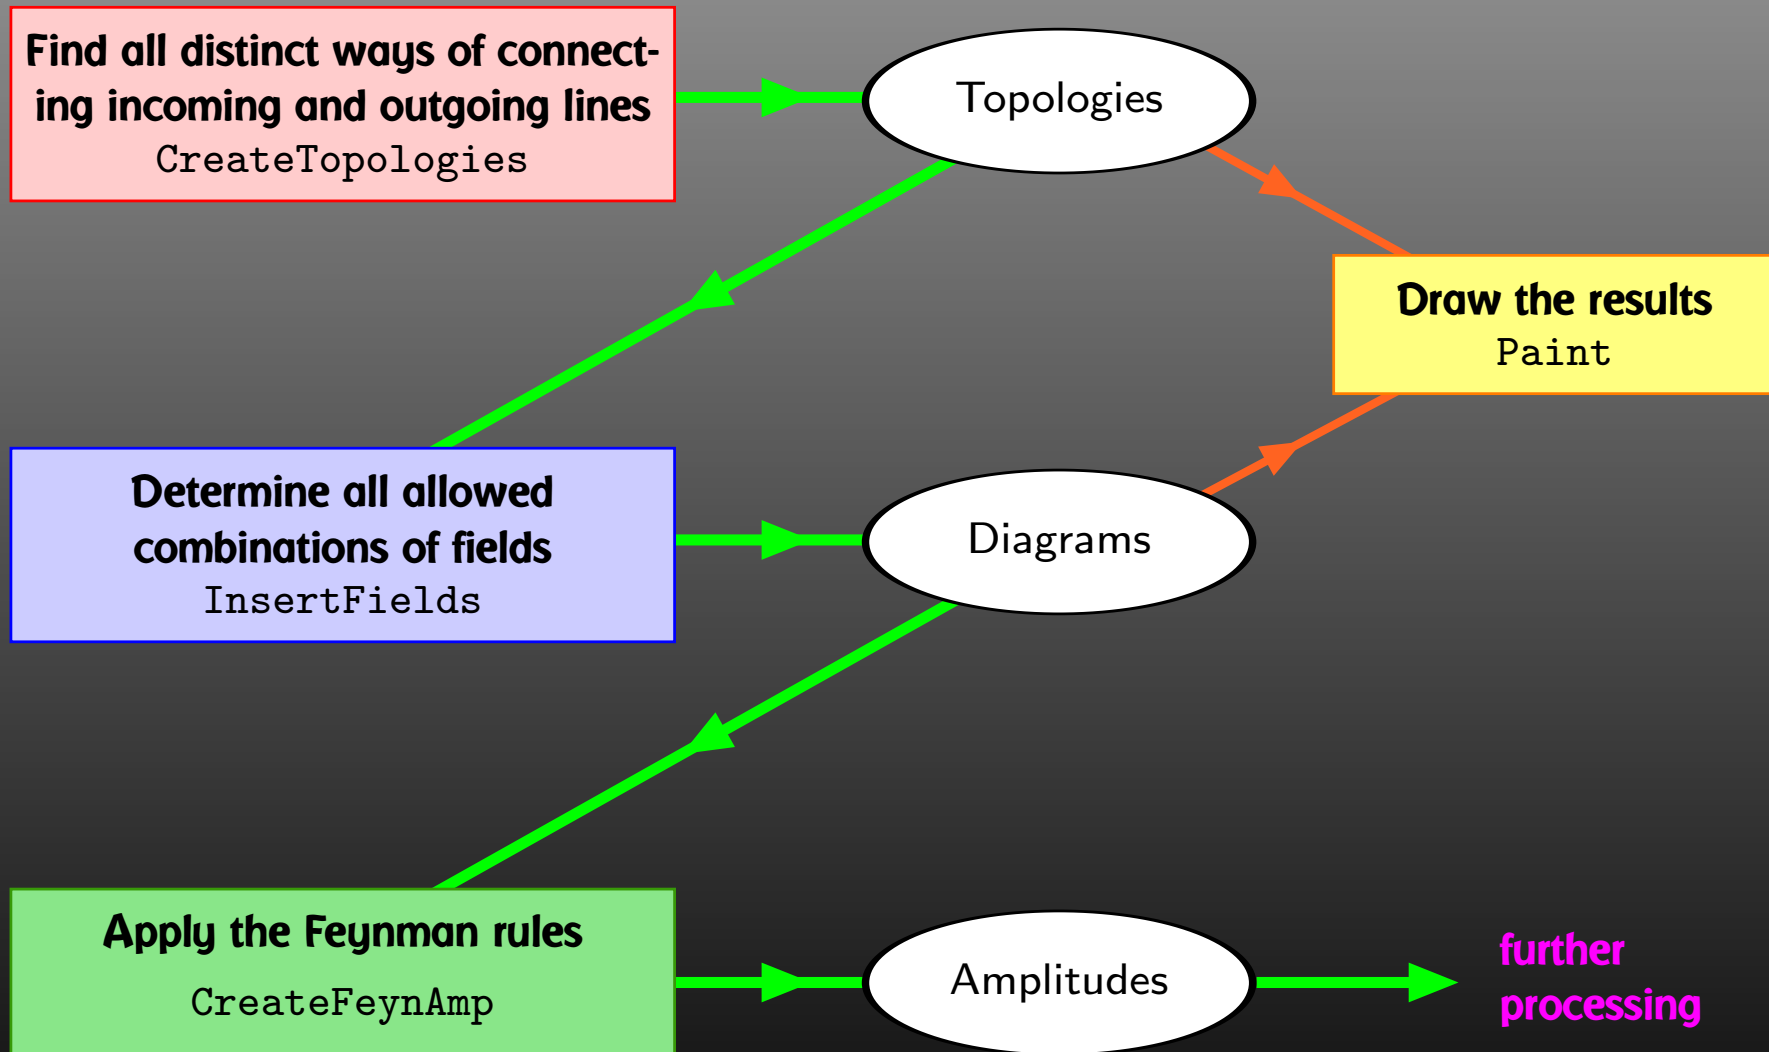 Find all distinct ways of connect-
ing incoming and outgoing lines
CreateTopologies
Topologies
Draw the results
Paint
Determine all allowed
combinations of fields
InsertFields
Diagrams
Apply the Feynman rules
CreateFeynAmp
Amplitudes
further
processing